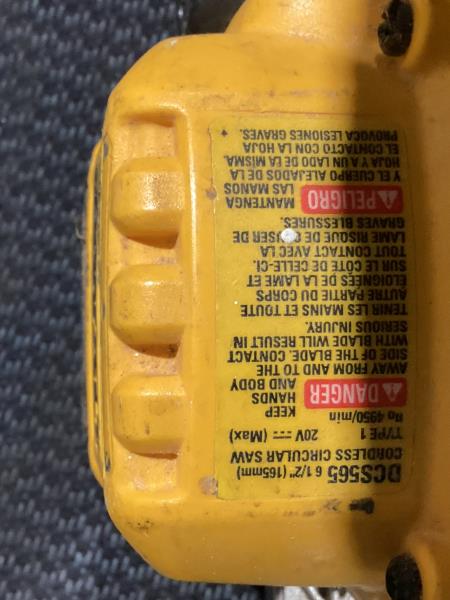 DCS565 6 1/2" (165mm)
CORDLESS CIRCULAR SAW
TYPE 1 20V ⎓ (Max)
n₀ 4950/min
⚠ DANGER KEEP
HANDS
AND BODY
AWAY FROM AND TO THE
SIDE OF THE BLADE. CONTACT
WITH BLADE WILL RESULT IN
SERIOUS INJURY.
TENIR LES MAINS ET TOUTE
AUTRE PARTIE DU CORPS
ÉLOIGNÉES DE LA LAME ET
SUR LE CÔTÉ DE CELLE-CI.
TOUT CONTACT AVEC LA
LAME RISQUE DE CAUSER DE
GRAVES BLESSURES.
⚠ PELIGRO MANTENGA
LAS MANOS
Y EL CUERPO ALEJADOS DE LA
HOJA Y A UN LADO DE LA MISMA.
EL CONTACTO CON LA HOJA
PROVOCA LESIONES GRAVES.